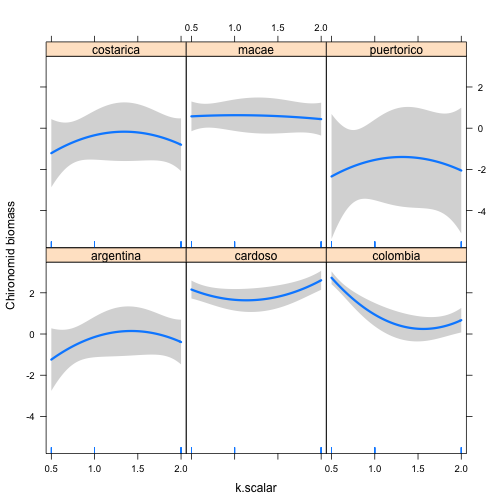 0.5 1.0 2.0
costarica macae puertorico
2
0
-2
-4
Chironomid biomass
argentina cardoso colombia
2
0
-2
-4
0.5 1.0 1.5 2.0 0.5 1.0 1.5 2.0
k.scalar